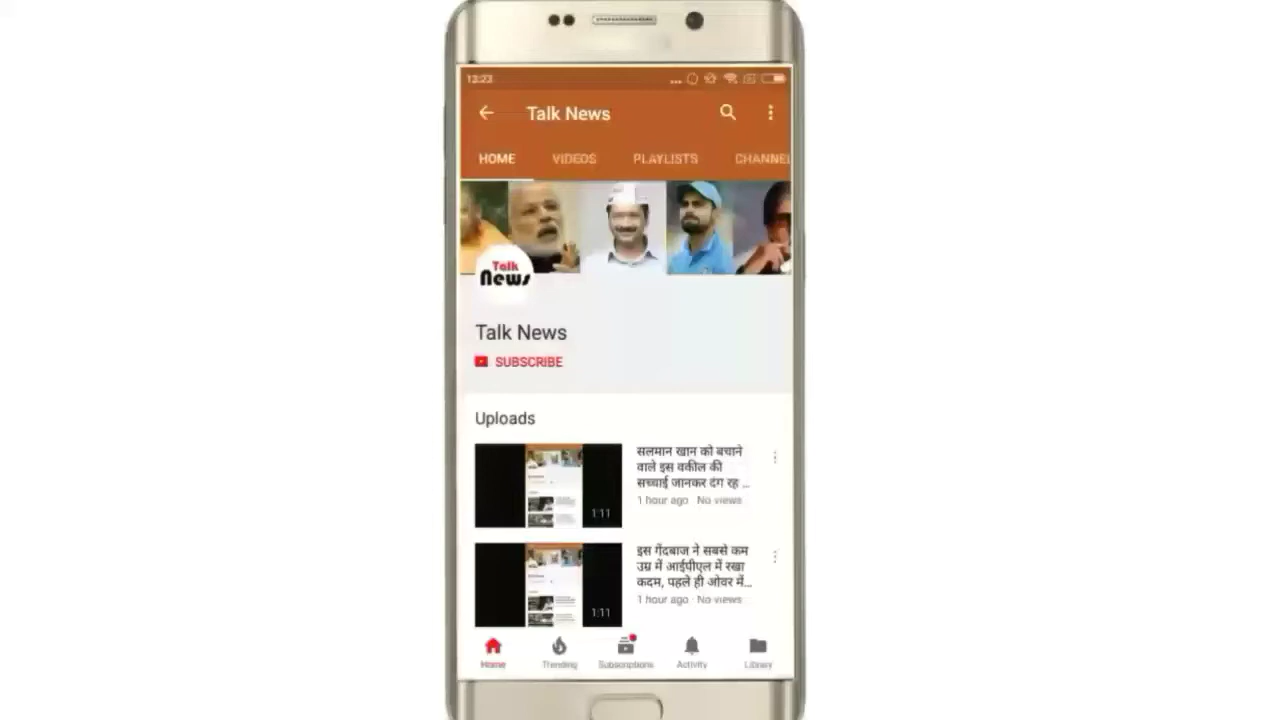 12:23
Talk News
HOME VIDEOS PLAYLISTS CHANNEL
Talk
News
Talk News
SUBSCRIBE
Uploads
सलमान खान को बचाने
वाले इस वकील की
सच्चाई जानकर दंग रह ...
1 hour ago · No views
1:11
इस गेंदबाज ने सबसे कम
उम्र में आईपीएल में रखा
कदम, पहले ही ओवर में...
1 hour ago · No views
1:11
Home Trending Subscriptions Activity Library